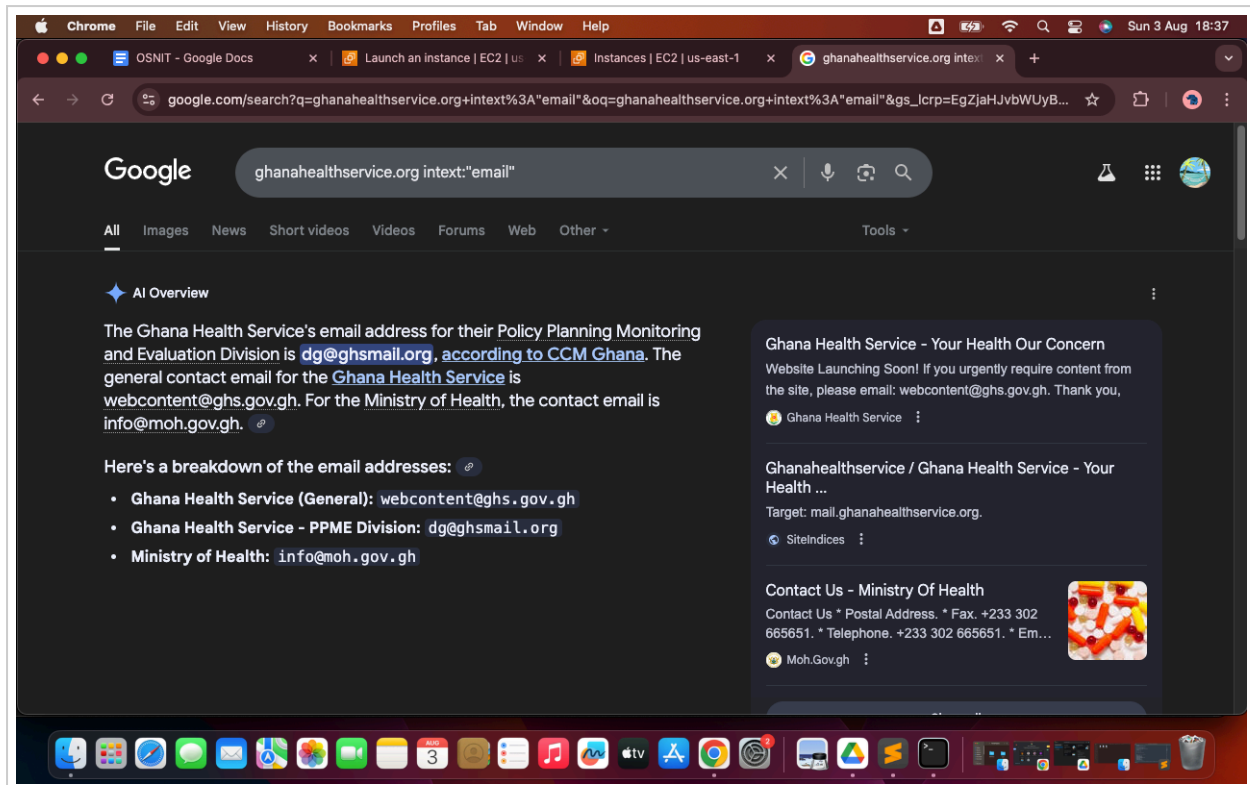 Chrome File Edit View History Bookmarks Profiles Tab Window Help Sun 3 Aug 18:37
OSNIT - Google Docs Launch an instance | EC2 | us Instances | EC2 | us-east-1 ghanahealthservice.org intext
google.com/search?q=ghanahealthservice.org+intext%3A"email"&oq=ghanahealthservice.org+intext%3A"email"&gs_lcrp=EgZjaHJvbWUyB...
Google
ghanahealthservice.org intext:"email"
All Images News Short videos Videos Forums Web Other Tools
AI Overview
The Ghana Health Service's email address for their Policy Planning Monitoring
and Evaluation Division is dg@ghsmail.org, according to CCM Ghana. The
general contact email for the Ghana Health Service is
webcontent@ghs.gov.gh. For the Ministry of Health, the contact email is
info@moh.gov.gh.
Here's a breakdown of the email addresses:
• Ghana Health Service (General): webcontent@ghs.gov.gh
• Ghana Health Service - PPME Division: dg@ghsmail.org
• Ministry of Health: info@moh.gov.gh
Ghana Health Service - Your Health Our Concern
Website Launching Soon! If you urgently require content from
the site, please email: webcontent@ghs.gov.gh. Thank you,
Ghana Health Service
Ghanahealthservice / Ghana Health Service - Your
Health ...
Target: mail.ghanahealthservice.org.
SiteIndices
Contact Us - Ministry Of Health
Contact Us * Postal Address. * Fax. +233 302
665651. * Telephone. +233 302 665651. * Em...
Moh.Gov.gh
AUG
3
tv
2